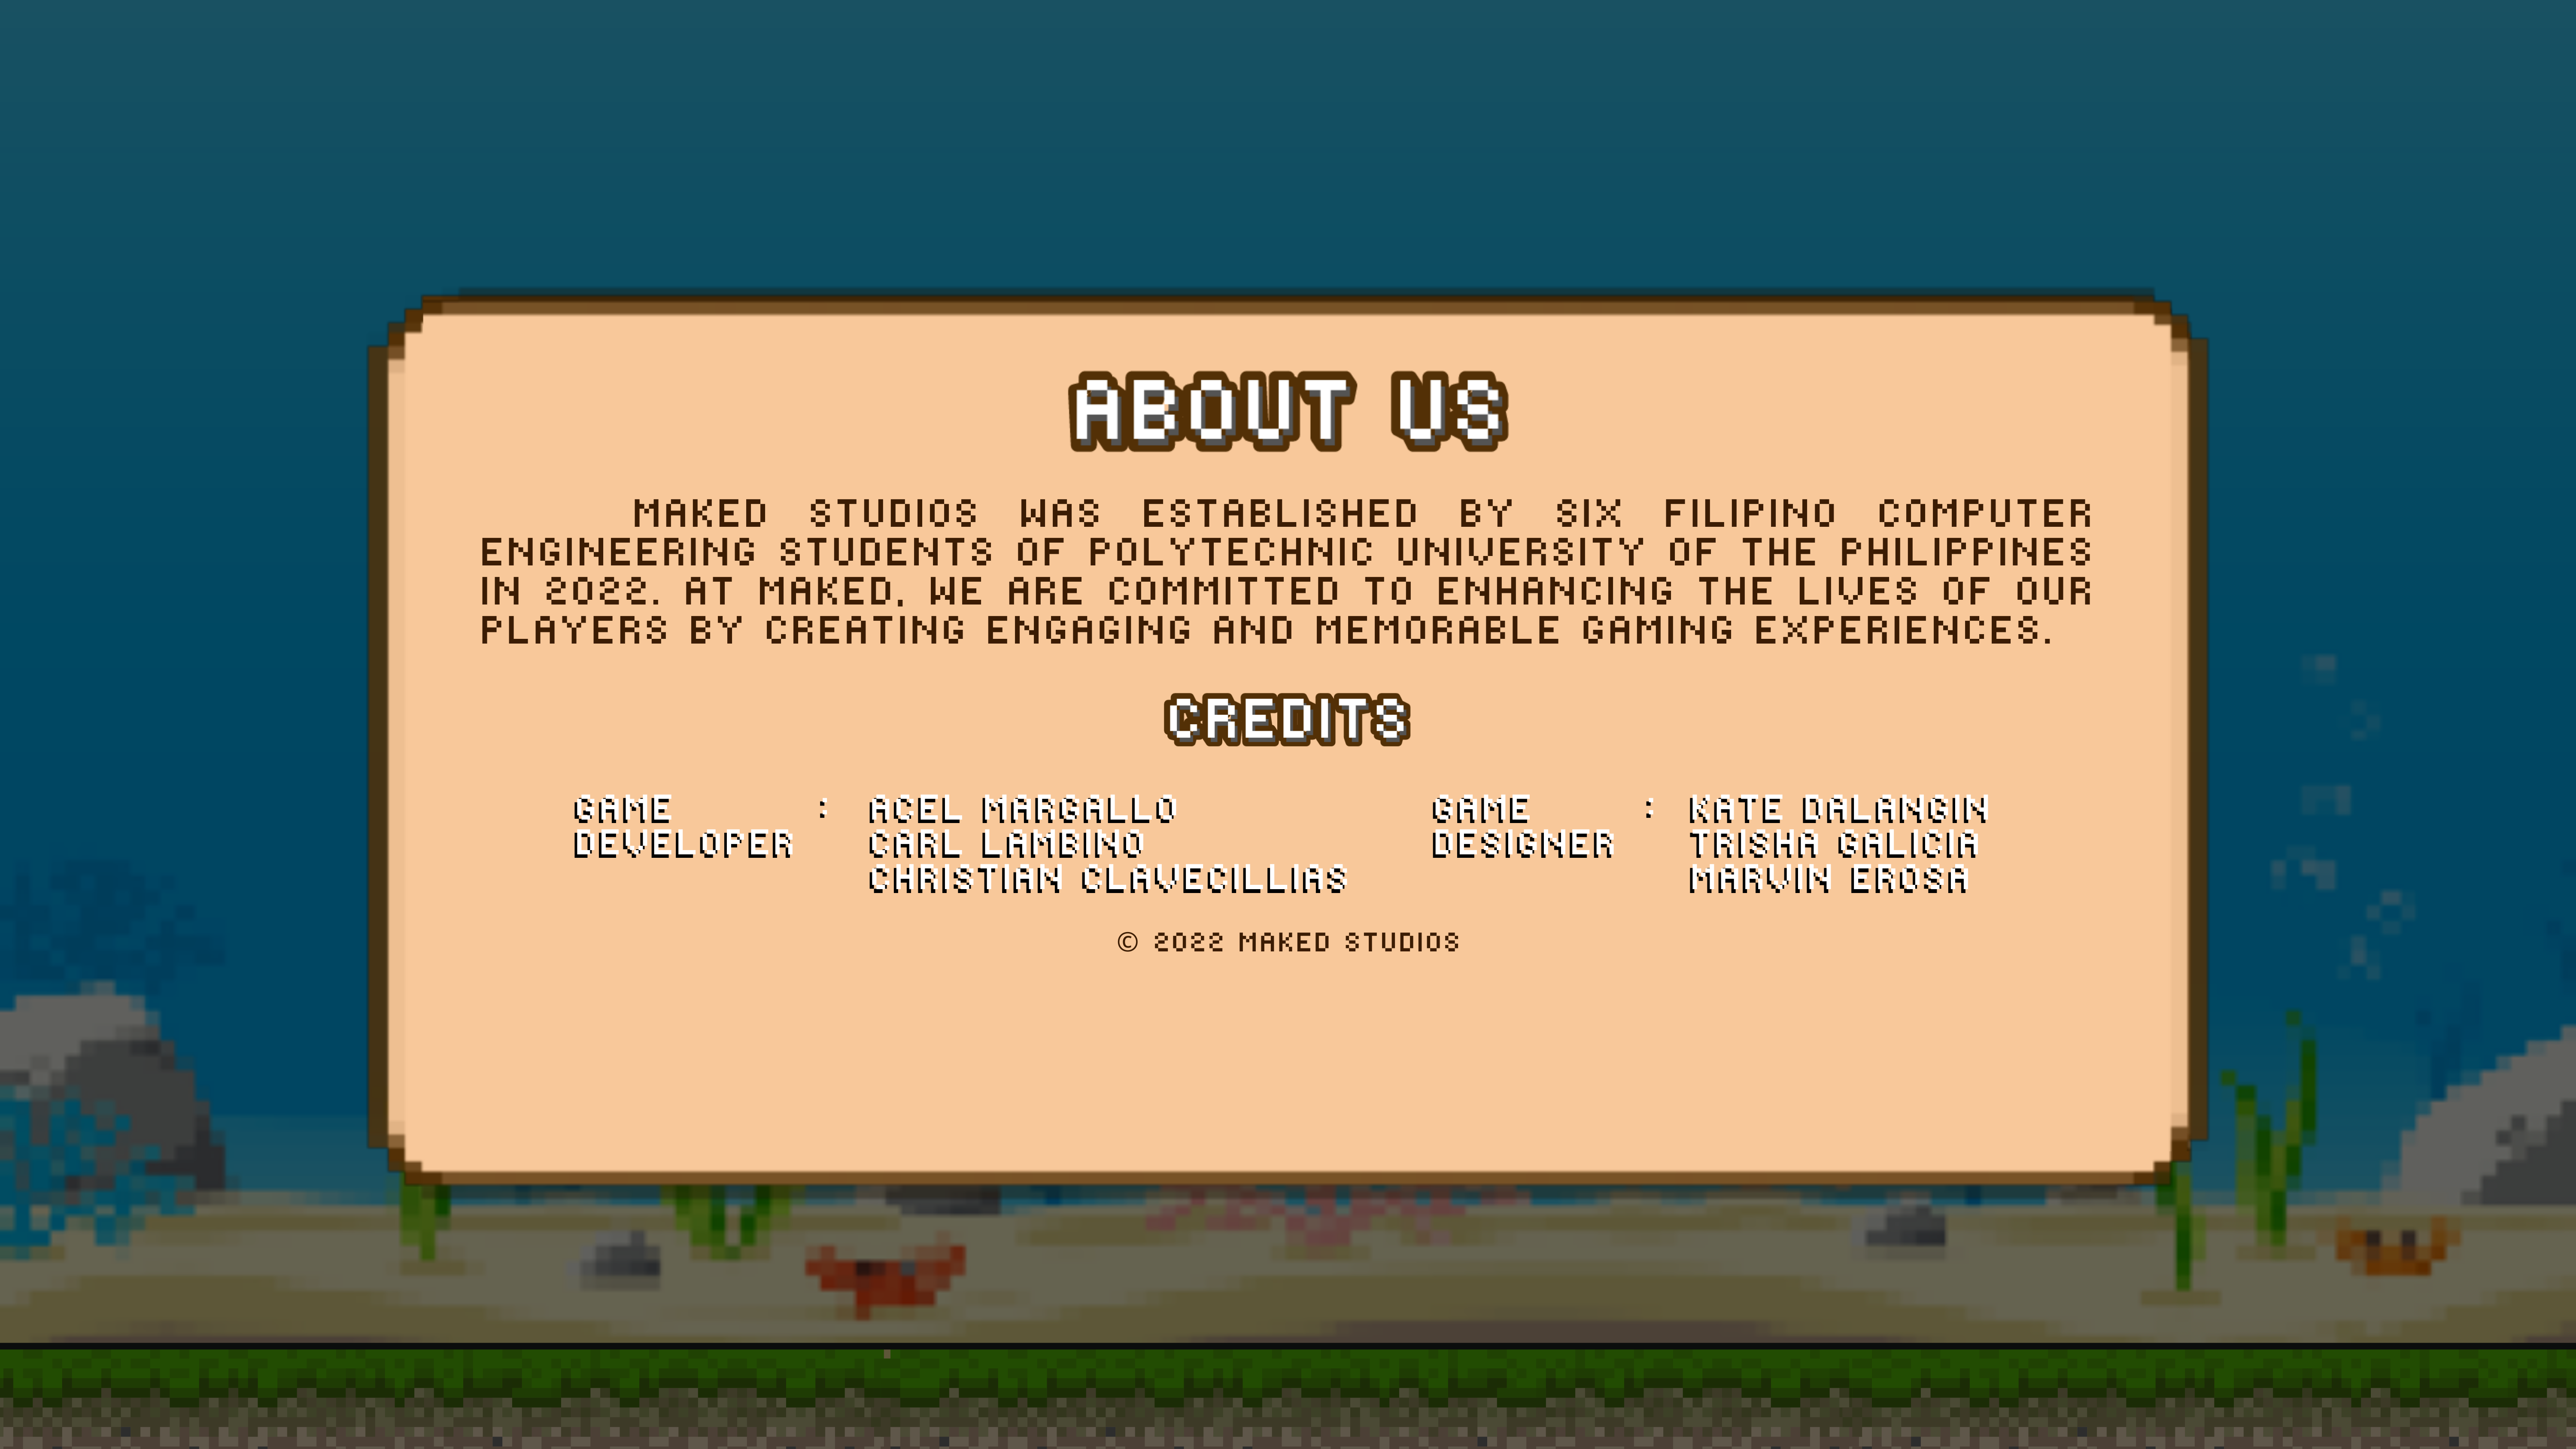 ABOUT US
MAKED STUDIOS WAS ESTABLISHED BY SIX FILIPINO COMPUTER
ENGINEERING STUDENTS OF POLYTECHNIC UNIVERSITY OF THE PHILIPPINES
IN 2022. AT MAKED, WE ARE COMMITTED TO ENHANCING THE LIVES OF OUR
PLAYERS BY CREATING ENGAGING AND MEMORABLE GAMING EXPERIENCES.
CREDITS
GAME DEVELOPER : ACEL MARGALLO
CARL LAMBINO
CHRISTIAN CLAVECILLIAS
GAME DESIGNER : KATE DALANGIN
TRISHA GALICIA
MARVIN EROSA
© 2022 MAKED STUDIOS